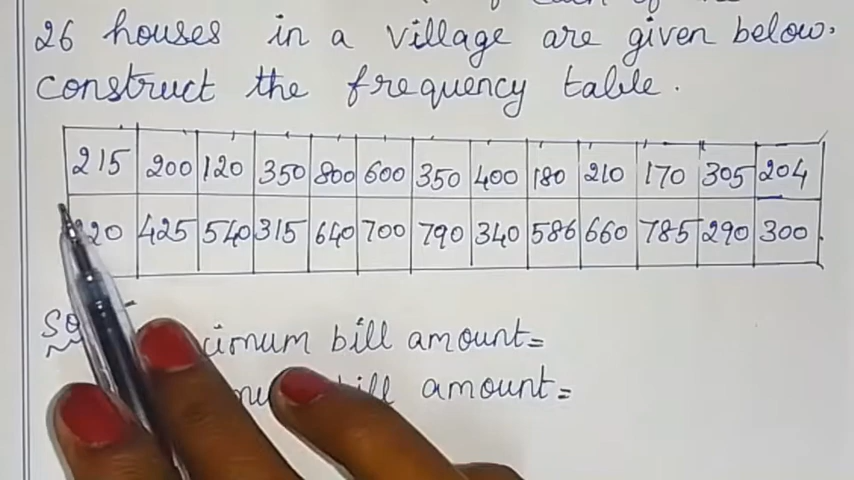 26 houses in a village are given below.
construct the frequency table.
215 200 120 350 800 600 350 400 180 210 170 305 204
425 540 315 640 700 790 340 586 660 785 290 300
bill amount=
bill amount=